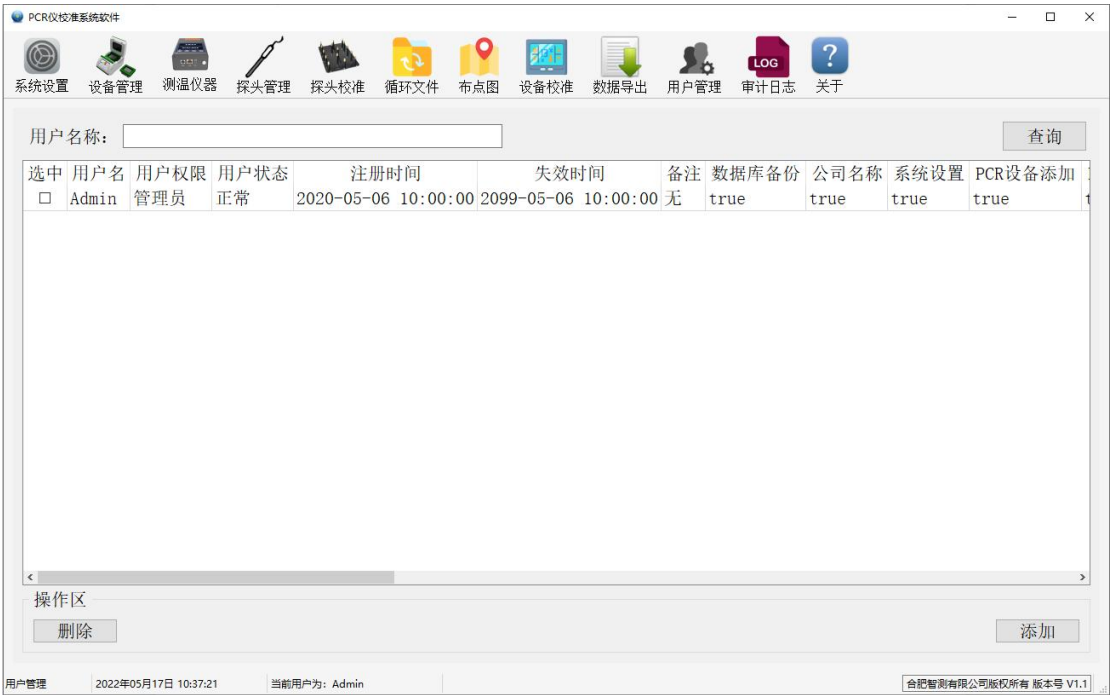 PCR仪校准系统软件
LOG ?
系统设置 设备管理 测温仪器 探头管理 探头校准 循环文件 布点图 设备校准 数据导出 用户管理 审计日志 关于
用户名称: 查询
选中 用户名 用户权限 用户状态 注册时间 失效时间 备注 数据库备份 公司名称 系统设置 PCR设备添加
Admin 管理员 正常 2020-05-06 10:00:00 2099-05-06 10:00:00 无 true true true true t
操作区
删除 添加
用户管理 2022年05月17日 10:37:21 当前用户为: Admin 合肥智测有限公司版权所有 版本号 V1.1